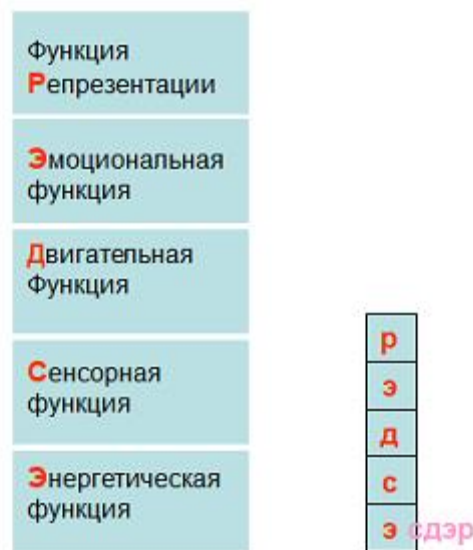 Функция
Репрезентации
Эмоциональная
функция
Двигательная
Функция
Сенсорная
функция
Энергетическая
функция
р
э
д
с
э сдэр